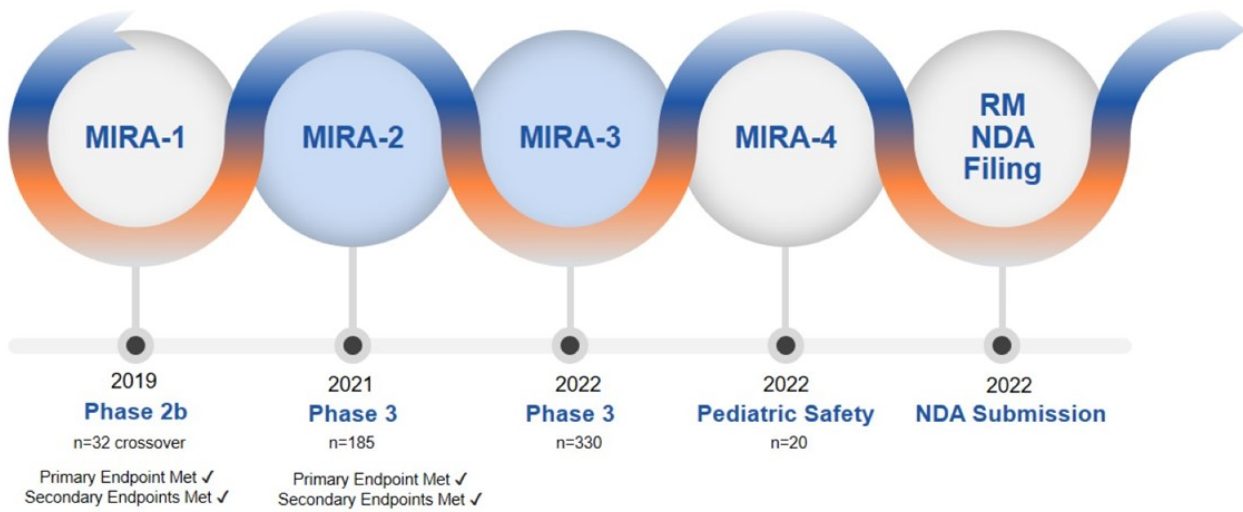 MIRA-1
MIRA-2
MIRA-3
MIRA-4
RM
NDA
Filing
2019
Phase 2b
n=32 crossover
Primary Endpoint Met ✓
Secondary Endpoints Met ✓
2021
Phase 3
n=185
Primary Endpoint Met ✓
Secondary Endpoints Met ✓
2022
Phase 3
n=330
2022
Pediatric Safety
n=20
2022
NDA Submission